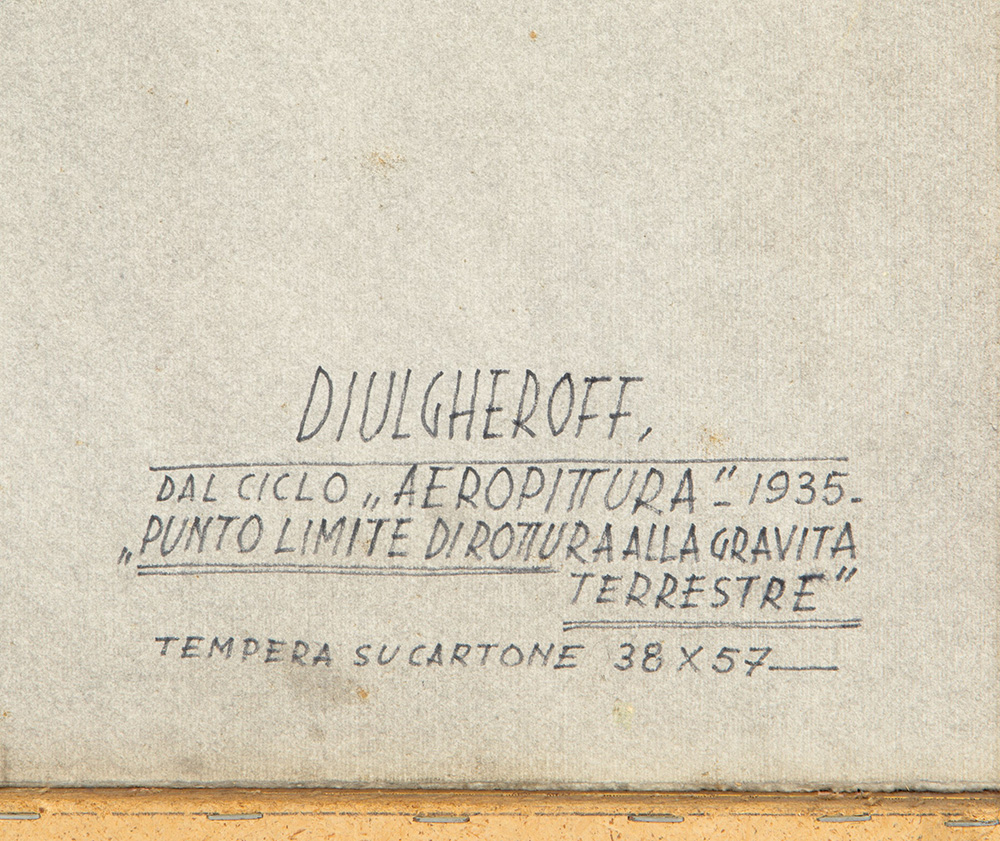 DIULGHEROFF,
DAL CICLO „AEROPITTURA"- 1935-
„PUNTO LIMITE DI ROTTURA ALLA GRAVITA
TERRESTRE"
TEMPERA SU CARTONE 38 X 57